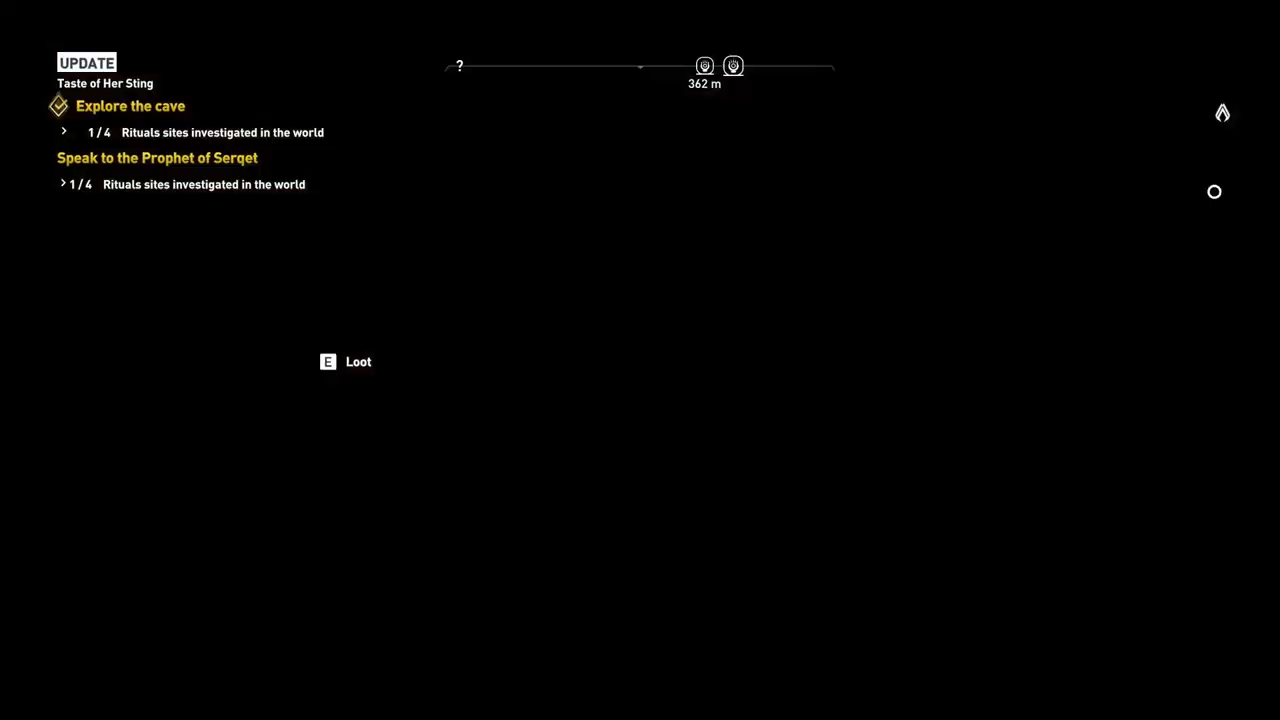 UPDATE
?
362 m
Taste of Her Sting
Explore the cave
1 / 4 Rituals sites investigated in the world
Speak to the Prophet of Serqet
1 / 4 Rituals sites investigated in the world
E Loot